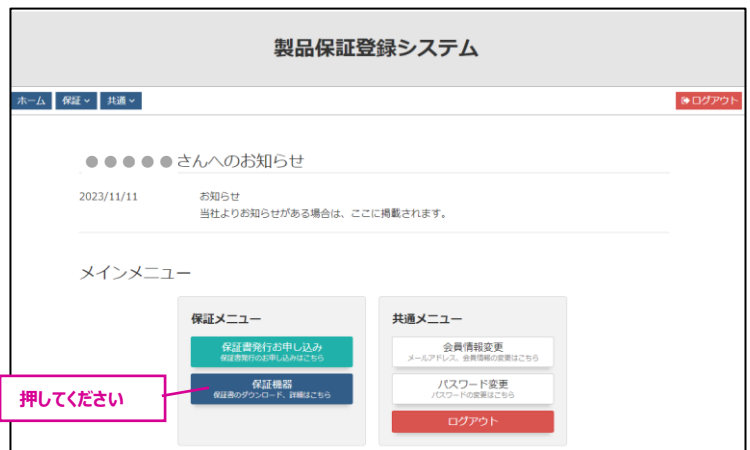 製品保証登録システム
ホーム 保証 共通 ログアウト
●●●●●さんへのお知らせ
2023/11/11 お知らせ
当社よりお知らせがある場合は、ここに掲載されます。
メインメニュー
保証メニュー
保証書発行お申し込み
保証書発行のお申し込みはこちら
保証機器
保証書のダウンロード、詳細はこちら
押してください
共通メニュー
会員情報変更
メールアドレス、会員情報の変更はこちら
パスワード変更
パスワードの変更はこちら
ログアウト